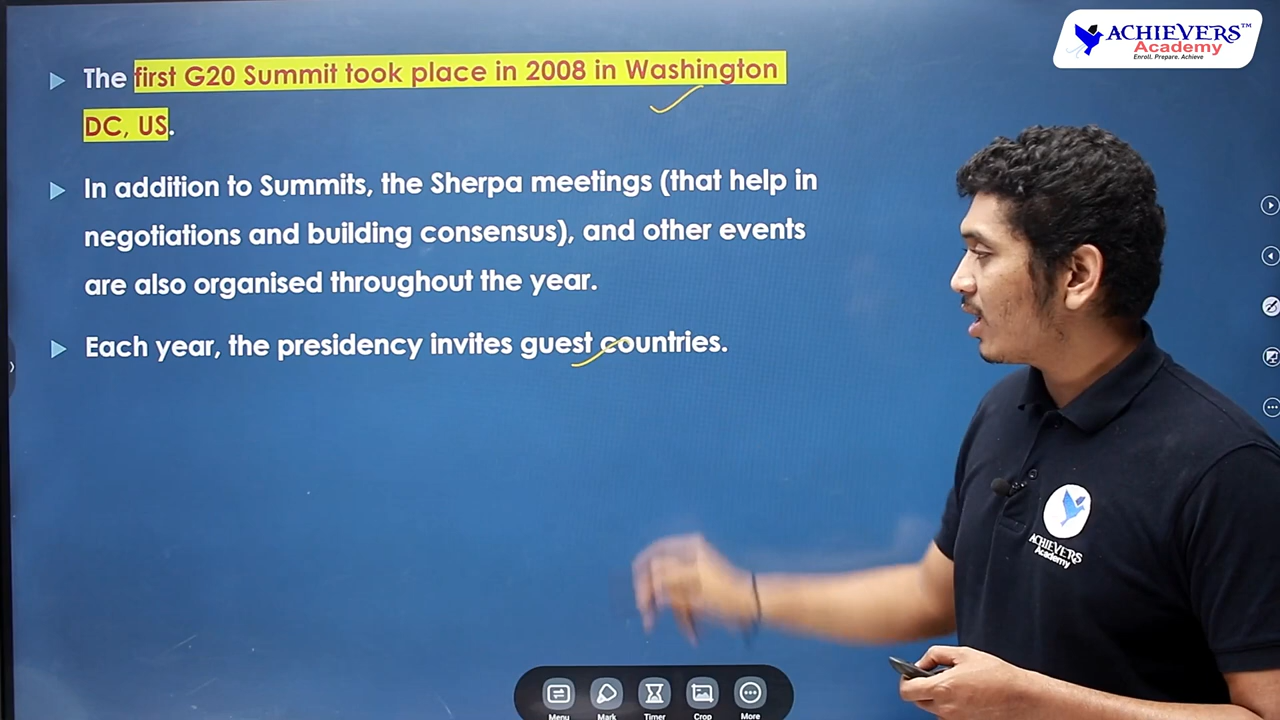 ACHIEVERS™
Academy
Enroll. Prepare. Achieve
The first G20 Summit took place in 2008 in Washington
DC, US.
In addition to Summits, the Sherpa meetings (that help in
negotiations and building consensus), and other events
are also organised throughout the year.
Each year, the presidency invites guest countries.
ACHIEVERS
Academy
Menu Mark Timer Crop More